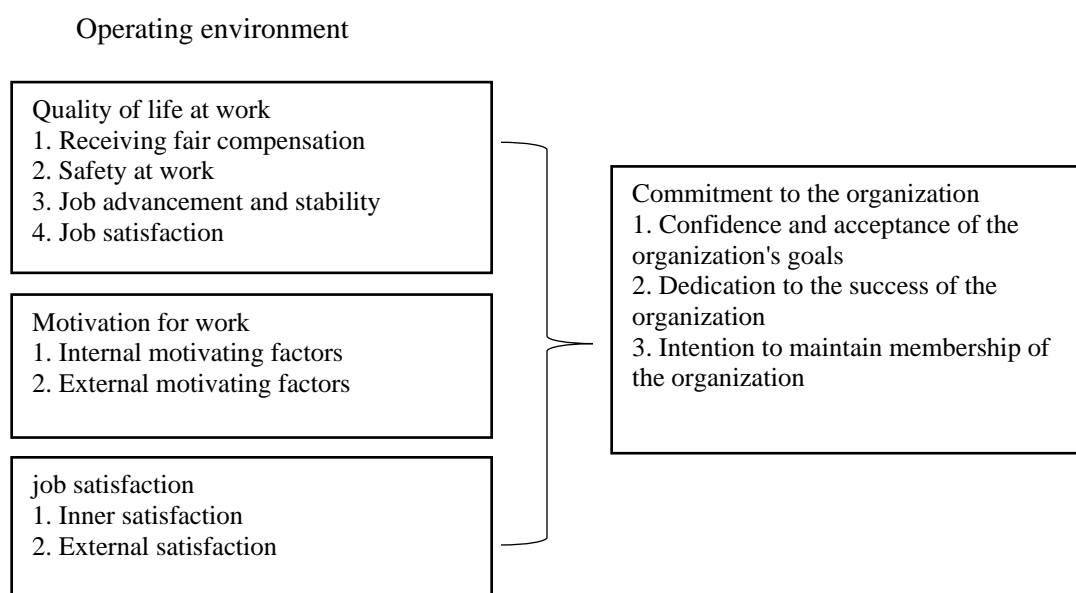 Operating environment
Quality of life at work
1. Receiving fair compensation
2. Safety at work
3. Job advancement and stability
4. Job satisfaction
Motivation for work
1. Internal motivating factors
2. External motivating factors
job satisfaction
1. Inner satisfaction
2. External satisfaction
Commitment to the organization
1. Confidence and acceptance of the
organization's goals
2. Dedication to the success of the
organization
3. Intention to maintain membership of
the organization